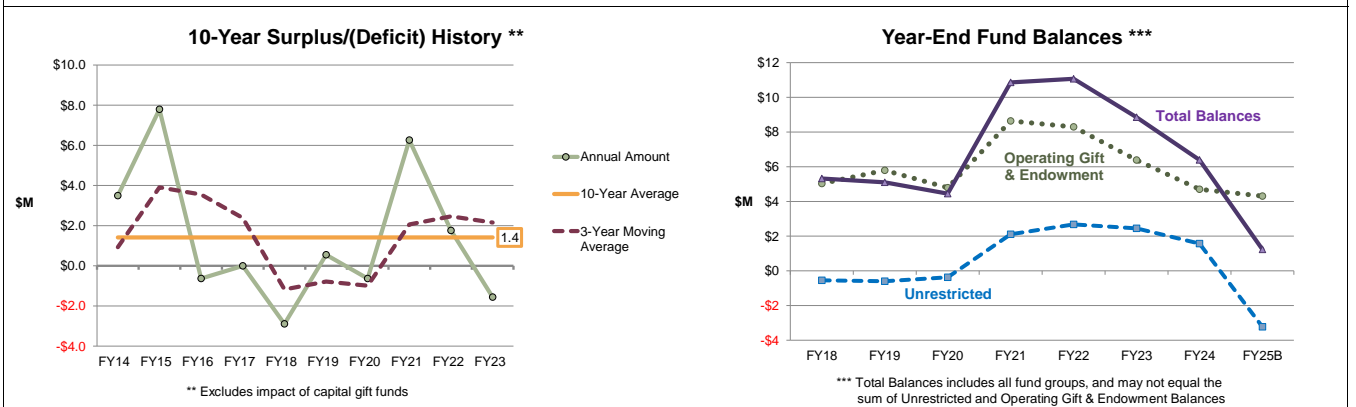 10-Year Surplus/(Deficit) History **
$10.0
$8.0
$6.0
$4.0
$M
$2.0
$0.0
-$2.0
-$4.0
1.4
FY14 FY15 FY16 FY17 FY18 FY19 FY20 FY21 FY22 FY23
Annual Amount
10-Year Average
3-Year Moving
Average
** Excludes impact of capital gift funds
Year-End Fund Balances ***
$12
$10
$8
$6
$M
$4
$2
$0
-$2
-$4
Total Balances
Operating Gift
& Endowment
Unrestricted
FY18 FY19 FY20 FY21 FY22 FY23 FY24 FY25B
*** Total Balances includes all fund groups, and may not equal the
sum of Unrestricted and Operating Gift & Endowment Balances